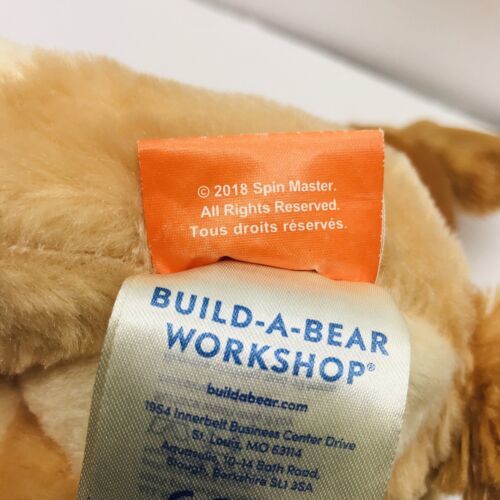 © 2018 Spin Master.
All Rights Reserved.
Tous droits réservés.
BUILD-A-BEAR
WORKSHOP®
buildabear.com
1954 Innerbelt Business Center Drive
St. Louis, MO 63114
Aquamulin, 10-14 Bath Road,
Slough, Berkshire SL1 3SA